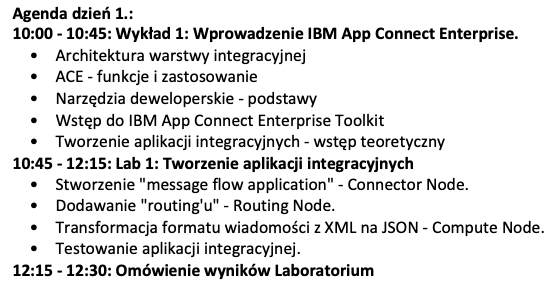 Agenda dzień 1.:
10:00 - 10:45: Wykład 1: Wprowadzenie IBM App Connect Enterprise.
• Architektura warstwy integracyjnej
• ACE - funkcje i zastosowanie
• Narzędzia deweloperskie - podstawy
• Wstęp do IBM App Connect Enterprise Toolkit
• Tworzenie aplikacji integracyjnych - wstęp teoretyczny
10:45 - 12:15: Lab 1: Tworzenie aplikacji integracyjnych
• Stworzenie "message flow application" - Connector Node.
• Dodawanie "routing'u" - Routing Node.
• Transformacja formatu wiadomości z XML na JSON - Compute Node.
• Testowanie aplikacji integracyjnej.
12:15 - 12:30: Omówienie wyników Laboratorium